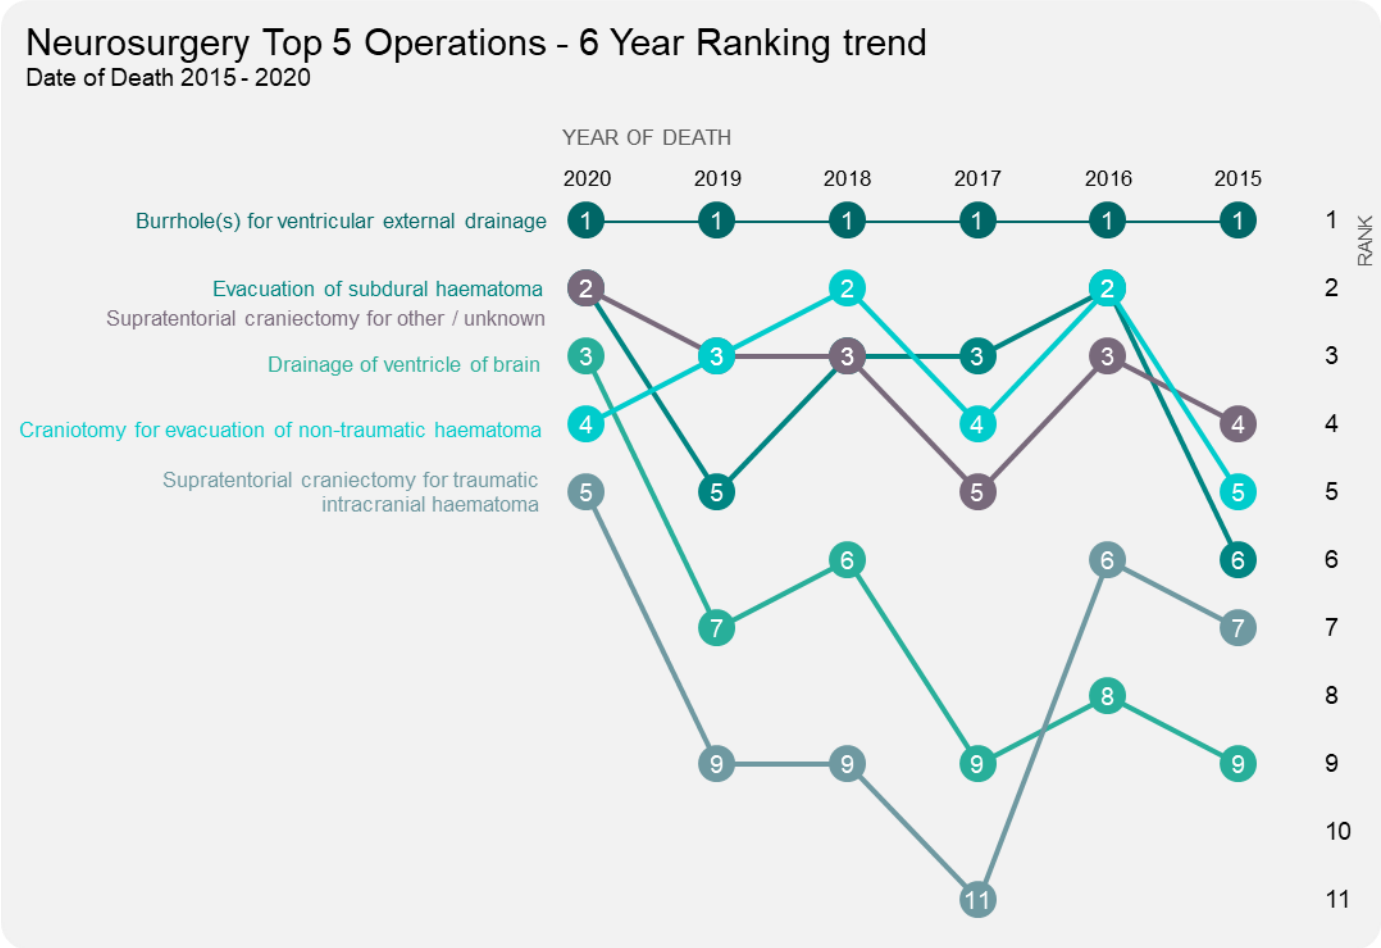 Neurosurgery Top 5 Operations - 6 Year Ranking trend
Date of Death 2015 - 2020
YEAR OF DEATH
2020 2019 2018 2017 2016 2015
Burrhole(s) for ventricular external drainage 1 1 1 1 1 1 1
RANK
Evacuation of subdural haematoma 2 2 2 2
Supratentorial craniectomy for other / unknown
Drainage of ventricle of brain 3 3 3 3 3 3
Craniotomy for evacuation of non-traumatic haematoma 4 4 4 4
Supratentorial craniectomy for traumatic
intracranial haematoma
5 5 5 5 5
6 6 6 6
7 7 7
8 8
9 9 9 9 9
10
11 11